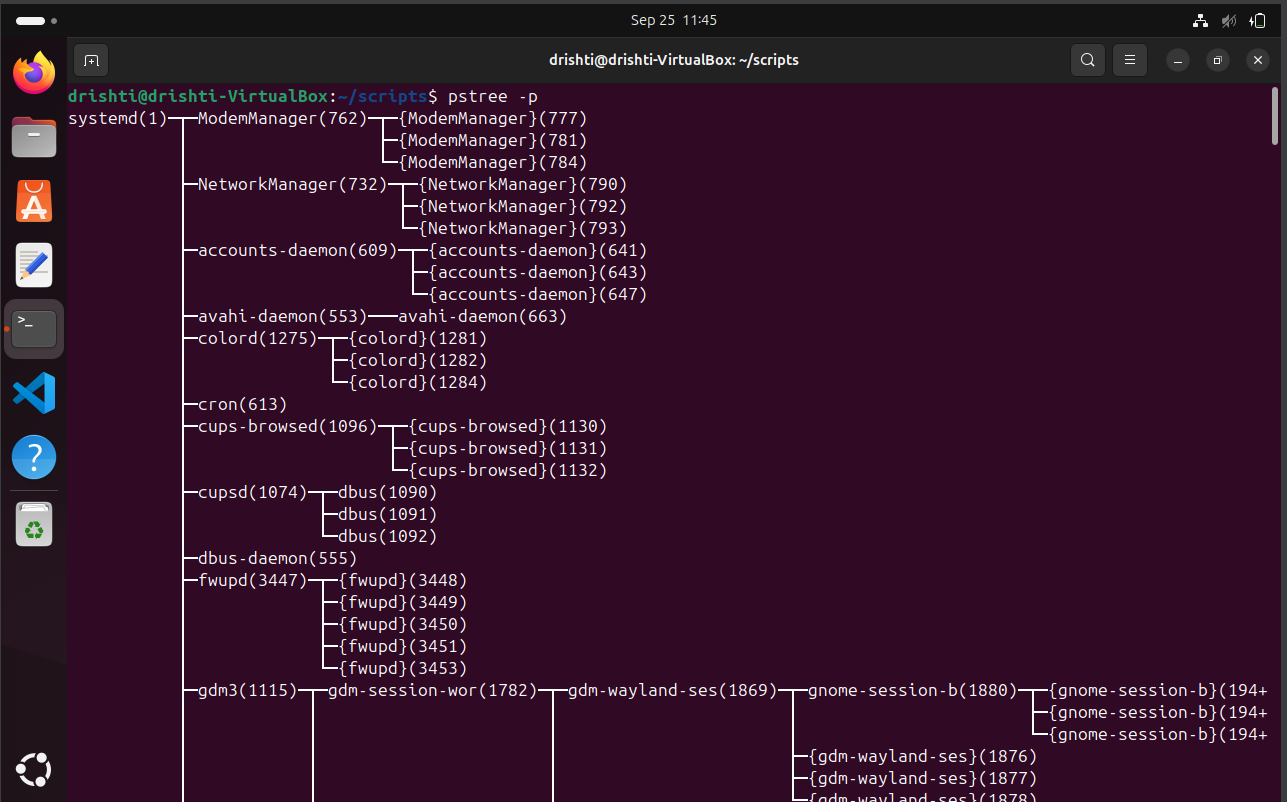 Sep 25 11:45
drishti@drishti-VirtualBox: ~/scripts
drishti@drishti-VirtualBox:~/scripts$ pstree -p
systemd(1)─┬─ModemManager(762)─┬─{ModemManager}(777)
├─{ModemManager}(781)
└─{ModemManager}(784)
├─NetworkManager(732)─┬─{NetworkManager}(790)
├─{NetworkManager}(792)
└─{NetworkManager}(793)
├─accounts-daemon(609)─┬─{accounts-daemon}(641)
├─{accounts-daemon}(643)
└─{accounts-daemon}(647)
├─avahi-daemon(553)───avahi-daemon(663)
├─colord(1275)─┬─{colord}(1281)
├─{colord}(1282)
└─{colord}(1284)
├─cron(613)
├─cups-browsed(1096)─┬─{cups-browsed}(1130)
├─{cups-browsed}(1131)
└─{cups-browsed}(1132)
├─cupsd(1074)─┬─dbus(1090)
├─dbus(1091)
└─dbus(1092)
├─dbus-daemon(555)
├─fwupd(3447)─┬─{fwupd}(3448)
├─{fwupd}(3449)
├─{fwupd}(3450)
├─{fwupd}(3451)
└─{fwupd}(3453)
├─gdm3(1115)─┬─gdm-session-wor(1782)─┬─gdm-wayland-ses(1869)─┬─gnome-session-b(1880)─┬─{gnome-session-b}(194+
├─{gnome-session-b}(194+
└─{gnome-session-b}(194+
├─{gdm-wayland-ses}(1876)
├─{gdm-wayland-ses}(1877)
├─{gdm-wayland-ses}(1878)